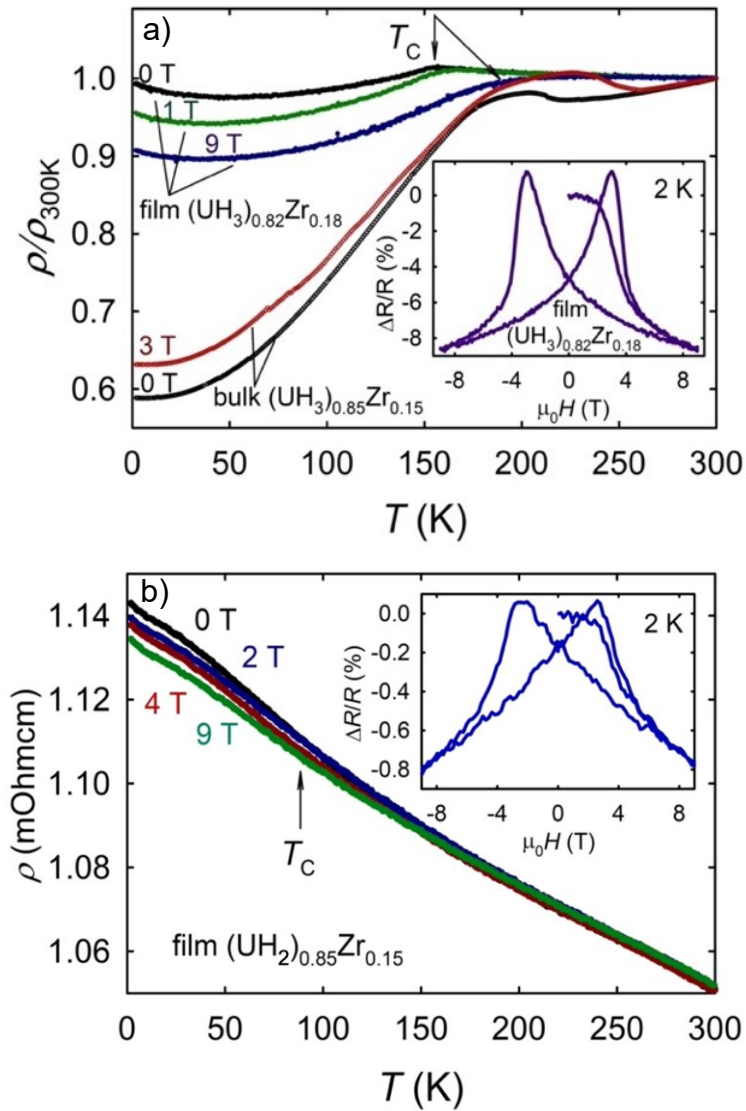 a)
T_C
1.0
0.9
0.8
0.7
0.6
ρ/ρ_300K
0 T
1 T
9 T
film (UH₃)₀.₈₂Zr₀.₁₈
3 T
0 T
bulk (UH₃)₀.₈₅Zr₀.₁₅
0 50 100 150 200 250 300
T (K)
2 K
0
-2
-4
-6
-8
ΔR/R (%)
film
(UH₃)₀.₈₂Zr₀.₁₈
-8 -4 0 4 8
μ₀H (T)
b)
1.14
1.12
1.10
1.08
1.06
ρ (mOhmcm)
0 T
2 T
4 T
9 T
T_C
film (UH₂)₀.₈₅Zr₀.₁₅
0 50 100 150 200 250 300
T (K)
2 K
0.0
-0.2
-0.4
-0.6
-0.8
ΔR/R (%)
-8 -4 0 4 8
μ₀H (T)